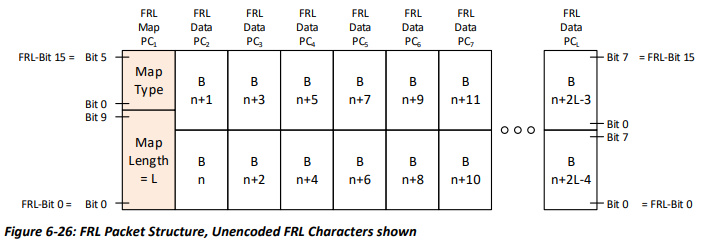 FRL Map PC1
FRL Data PC2
FRL Data PC3
FRL Data PC4
FRL Data PC5
FRL Data PC6
FRL Data PC7
FRL Data PCL
FRL-Bit 15 = Bit 5
Map Type
Bit 0
Bit 9
Map Length = L
FRL-Bit 0 = Bit 0
B n+1
B n+3
B n+5
B n+7
B n+9
B n+11
B n+2L-3
B n
B n+2
B n+4
B n+6
B n+8
B n+10
B n+2L-4
Bit 7 = FRL-Bit 15
Bit 0
Bit 7
Bit 0 = FRL-Bit 0
Figure 6-26: FRL Packet Structure, Unencoded FRL Characters shown